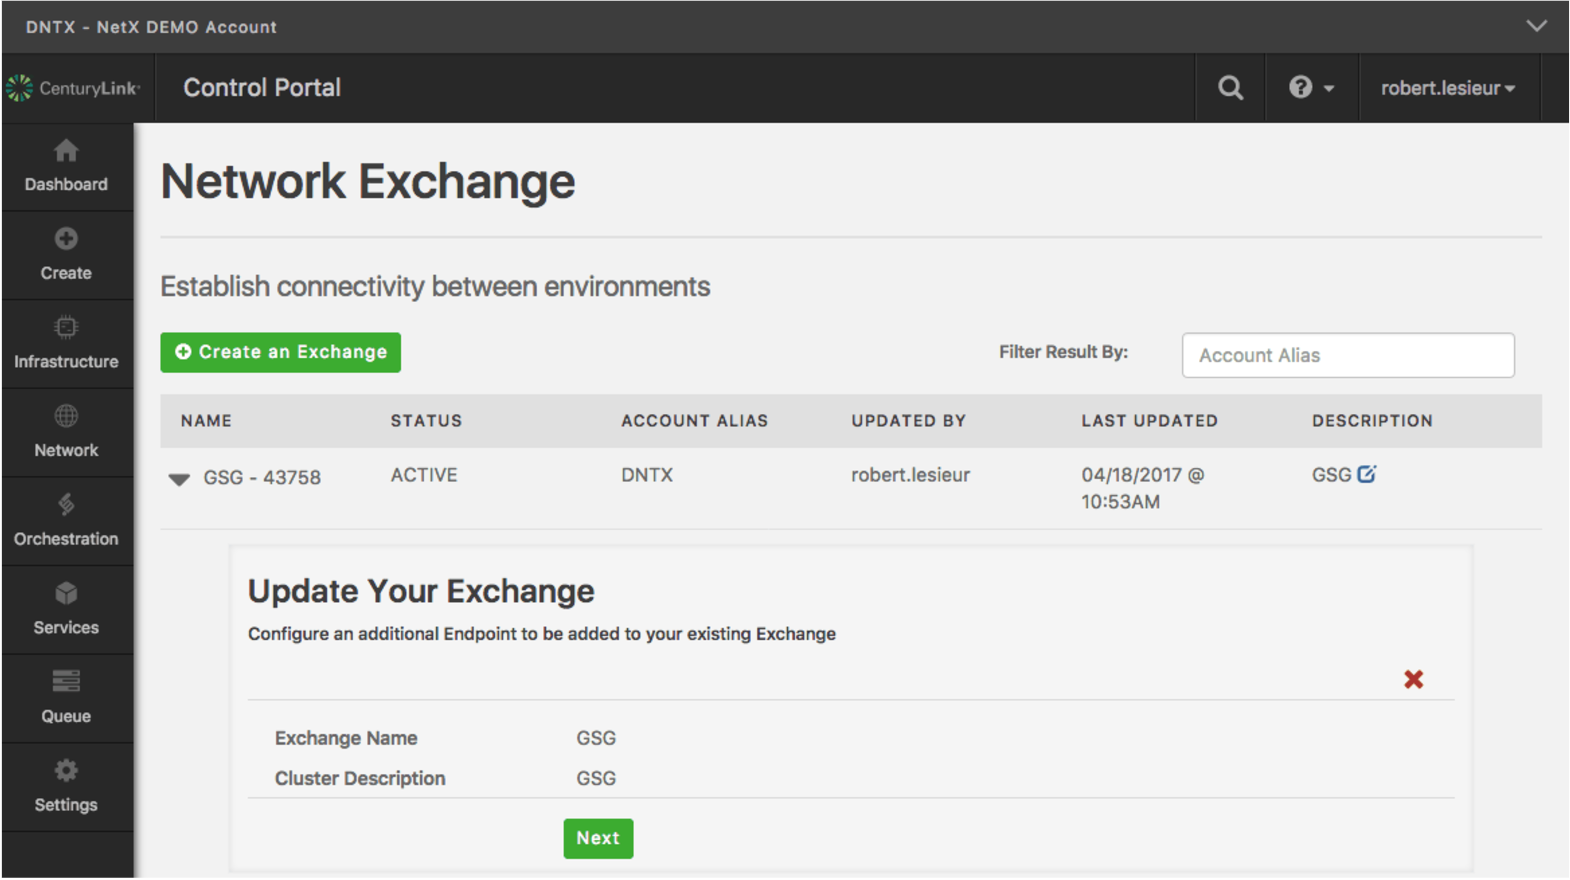 DNTX - NetX DEMO Account
CenturyLink
Control Portal
robert.lesieur
Dashboard
Create
Infrastructure
Network
Orchestration
Services
Queue
Settings
Network Exchange
Establish connectivity between environments
Create an Exchange
Filter Result By:
Account Alias
NAME STATUS ACCOUNT ALIAS UPDATED BY LAST UPDATED DESCRIPTION
GSG - 43758 ACTIVE DNTX robert.lesieur 04/18/2017 @ GSG
10:53AM
Update Your Exchange
Configure an additional Endpoint to be added to your existing Exchange
Exchange Name GSG
Cluster Description GSG
Next